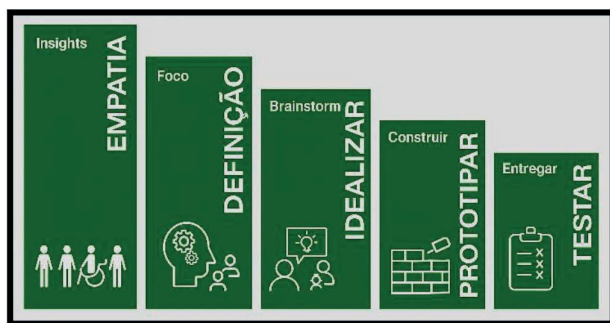 Insights
EMPATIA
Foco
DEFINIÇÃO
Brainstorm
IDEALIZAR
Construir
PROTOTIPAR
Entregar
TESTAR